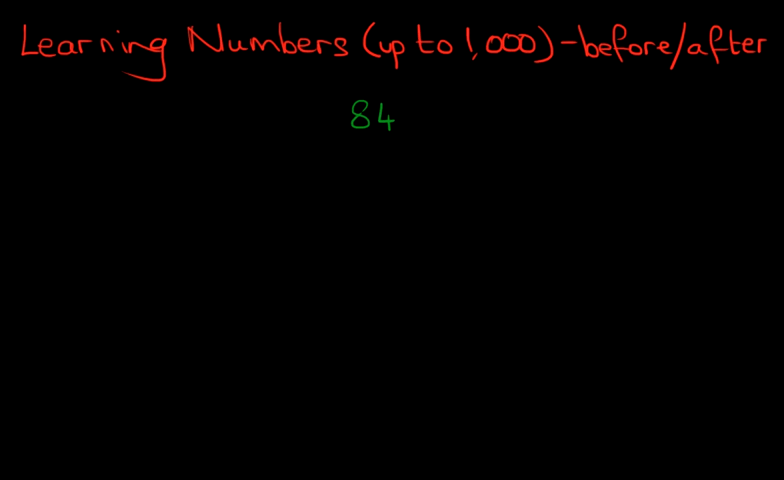 Learning Numbers (up to 1,000) - before/after
84